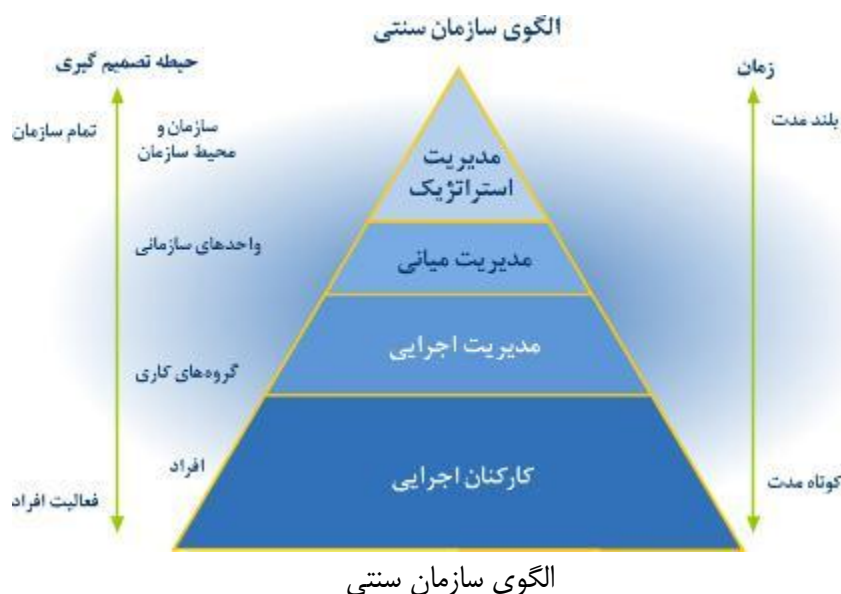 الگوی سازمان سنتی
حیطه تصمیم گیری
زمان
تمام سازمان
سازمان و
محیط سازمان
بلند مدت
مدیریت
استراتژیک
واحدهای سازمانی
مدیریت میانی
مدیریت اجرایی
گروه‌های کاری
افراد
کارکنان اجرایی
فعالیت افراد
کوتاه مدت
الگوی سازمان سنتی